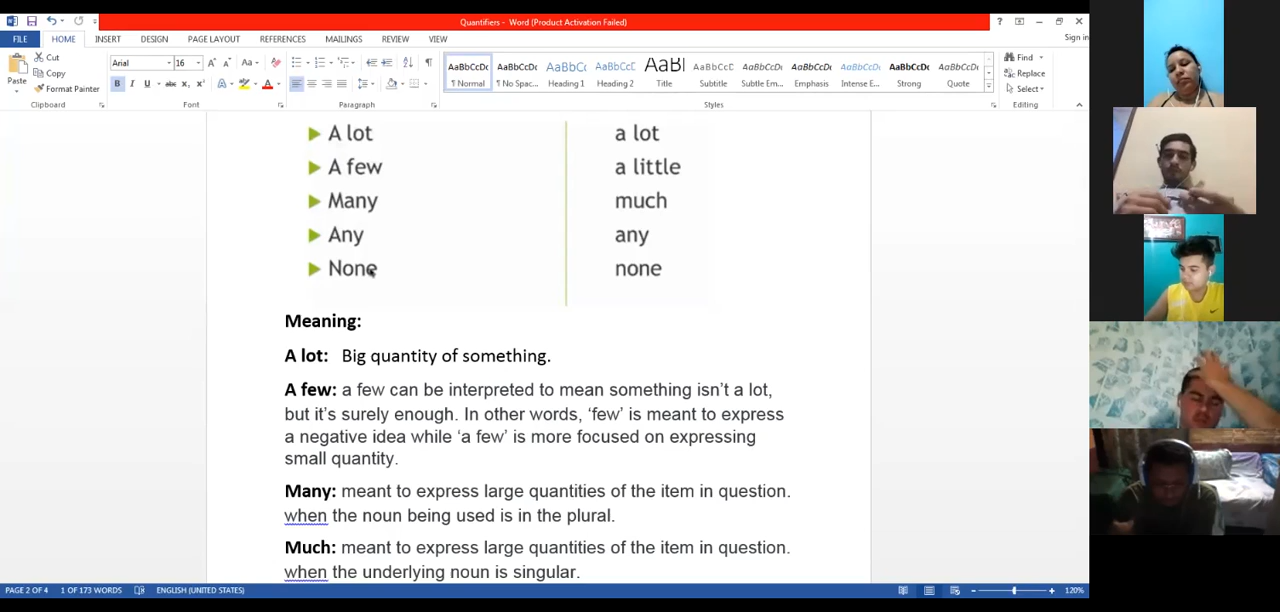 Quantifiers - Word (Product Activation Failed)
FILE HOME INSERT DESIGN PAGE LAYOUT REFERENCES MAILINGS REVIEW VIEW Sign in
Paste
Cut
Copy
Format Painter
Clipboard
Arial 16
Font
Paragraph
AaBbCcDc AaBbCcDc AaBbCc AaBbCc AaBl AaBbCcD AaBbCcDc AaBbCcDc AaBbCcDc AaBbCcDc AaBbCcDc
¶ Normal ¶ No Spac... Heading 1 Heading 2 Title Subtitle Subtle Em... Emphasis Intense E... Strong Quote
Styles
Find
Replace
Select
Editing
A lot a lot
A few a little
Many much
Any any
None none
Meaning:
A lot: Big quantity of something.
A few: a few can be interpreted to mean something isn't a lot,
but it's surely enough. In other words, 'few' is meant to express
a negative idea while 'a few' is more focused on expressing
small quantity.
Many: meant to express large quantities of the item in question.
when the noun being used is in the plural.
Much: meant to express large quantities of the item in question.
when the underlying noun is singular.
PAGE 2 OF 4 1 OF 173 WORDS ENGLISH (UNITED STATES) 120%